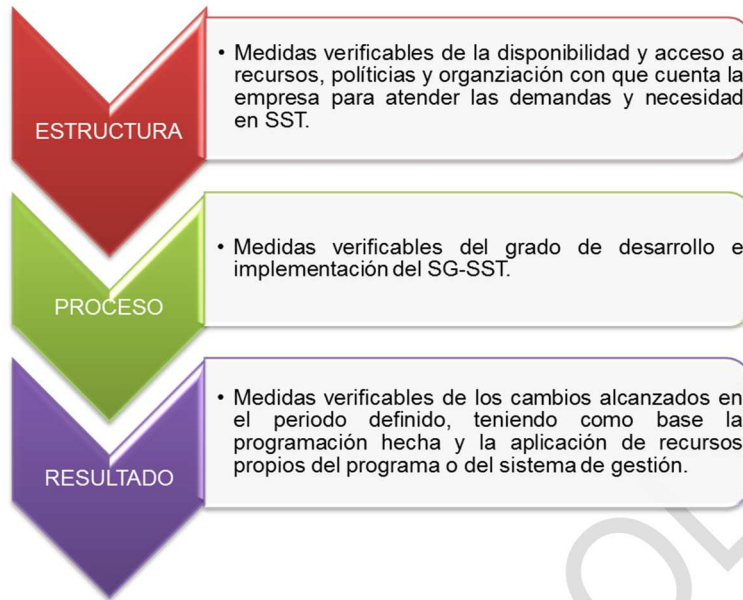 ESTRUCTURA
• Medidas verificables de la disponibilidad y acceso a
recursos, políticias y organziación con que cuenta la
empresa para atender las demandas y necesidad
en SST.
PROCESO
• Medidas verificables del grado de desarrollo e
implementación del SG-SST.
RESULTADO
• Medidas verificables de los cambios alcanzados en
el periodo definido, teniendo como base la
programación hecha y la aplicación de recursos
propios del programa o del sistema de gestión.